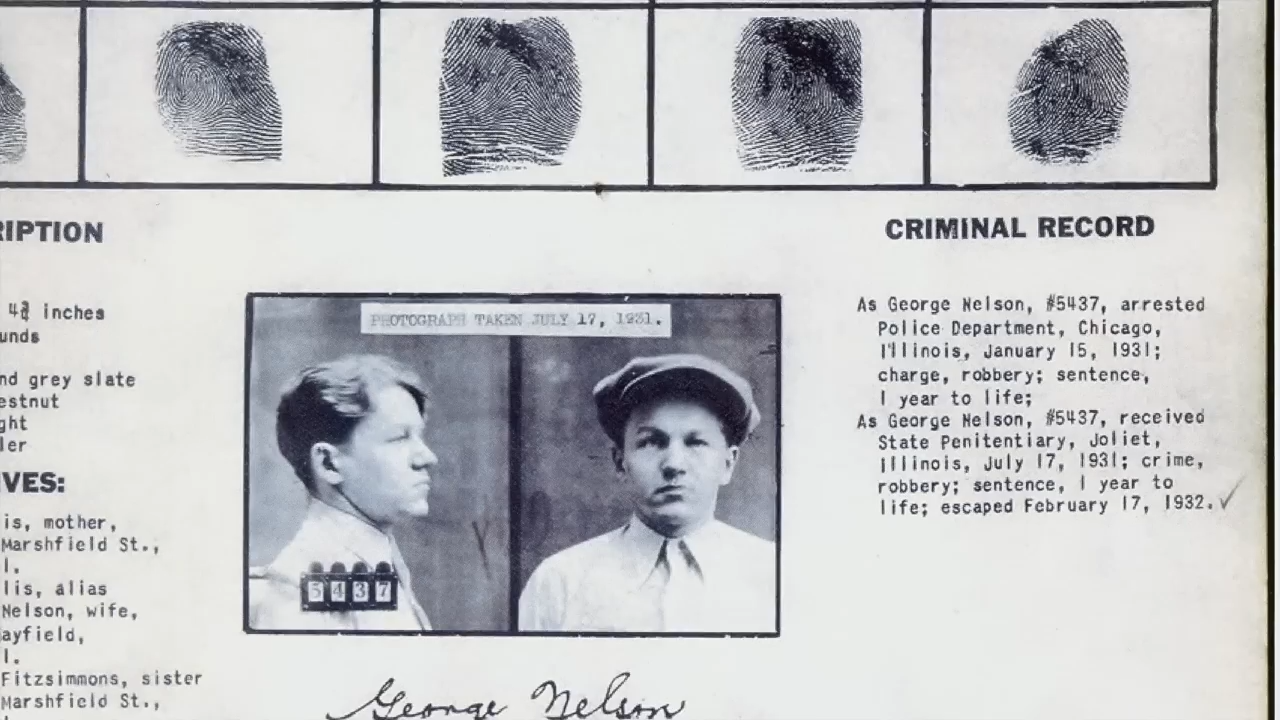 RIPTION
4¾ inches
unds
nd grey slate
estnut
ght
ler
VES:
is, mother,
Marshfield St.,
l.
lis, alias
Nelson, wife,
ayfield,
l.
Fitzsimmons, sister
Marshfield St.,
PHOTOGRAPH TAKEN JULY 17, 1931.
5437
George Nelson
CRIMINAL RECORD
As George Nelson, #5437, arrested
Police Department, Chicago,
Illinois, January 15, 1931;
charge, robbery; sentence,
1 year to life;
As George Nelson, #5437, received
State Penitentiary, Joliet,
Illinois, July 17, 1931; crime,
robbery; sentence, 1 year to
life; escaped February 17, 1932.